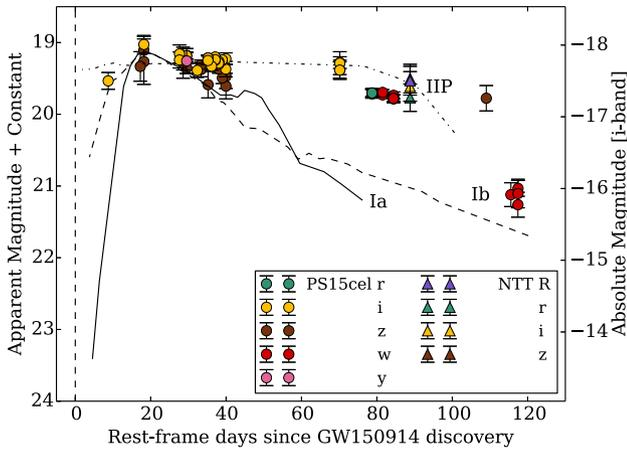 19
20
21
22
23
24
Apparent Magnitude + Constant
−18
−17
−16
−15
−14
Absolute Magnitude [i-band]
IIP
Ib
Ia
PS15cel r
i
z
w
y
NTT R
r
i
z
0 20 40 60 80 100 120
Rest-frame days since GW150914 discovery